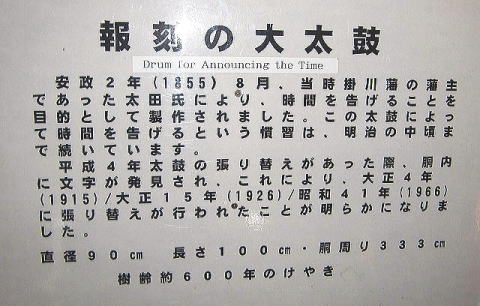 報刻の大太鼓
Drum for Announcing the Time
安政２年(1855) ８月、当時掛川藩の藩主
であった太田氏により、時間を告げることを
目的として製作されました。この太鼓によっ
て時間を告げるという慣習は、明治の中頃ま
で続いています。
平成４年太鼓の張り替えがあった際、胴内
に文字が発見され、これにより、大正４年
(1915)/大正１５年(1926)/昭和４１年(1966)
に張り替えが行われたことが明らかになりま
した。
直径９０cm 長さ１００cm・胴周り３３３cm
樹齢約６００年のけやき